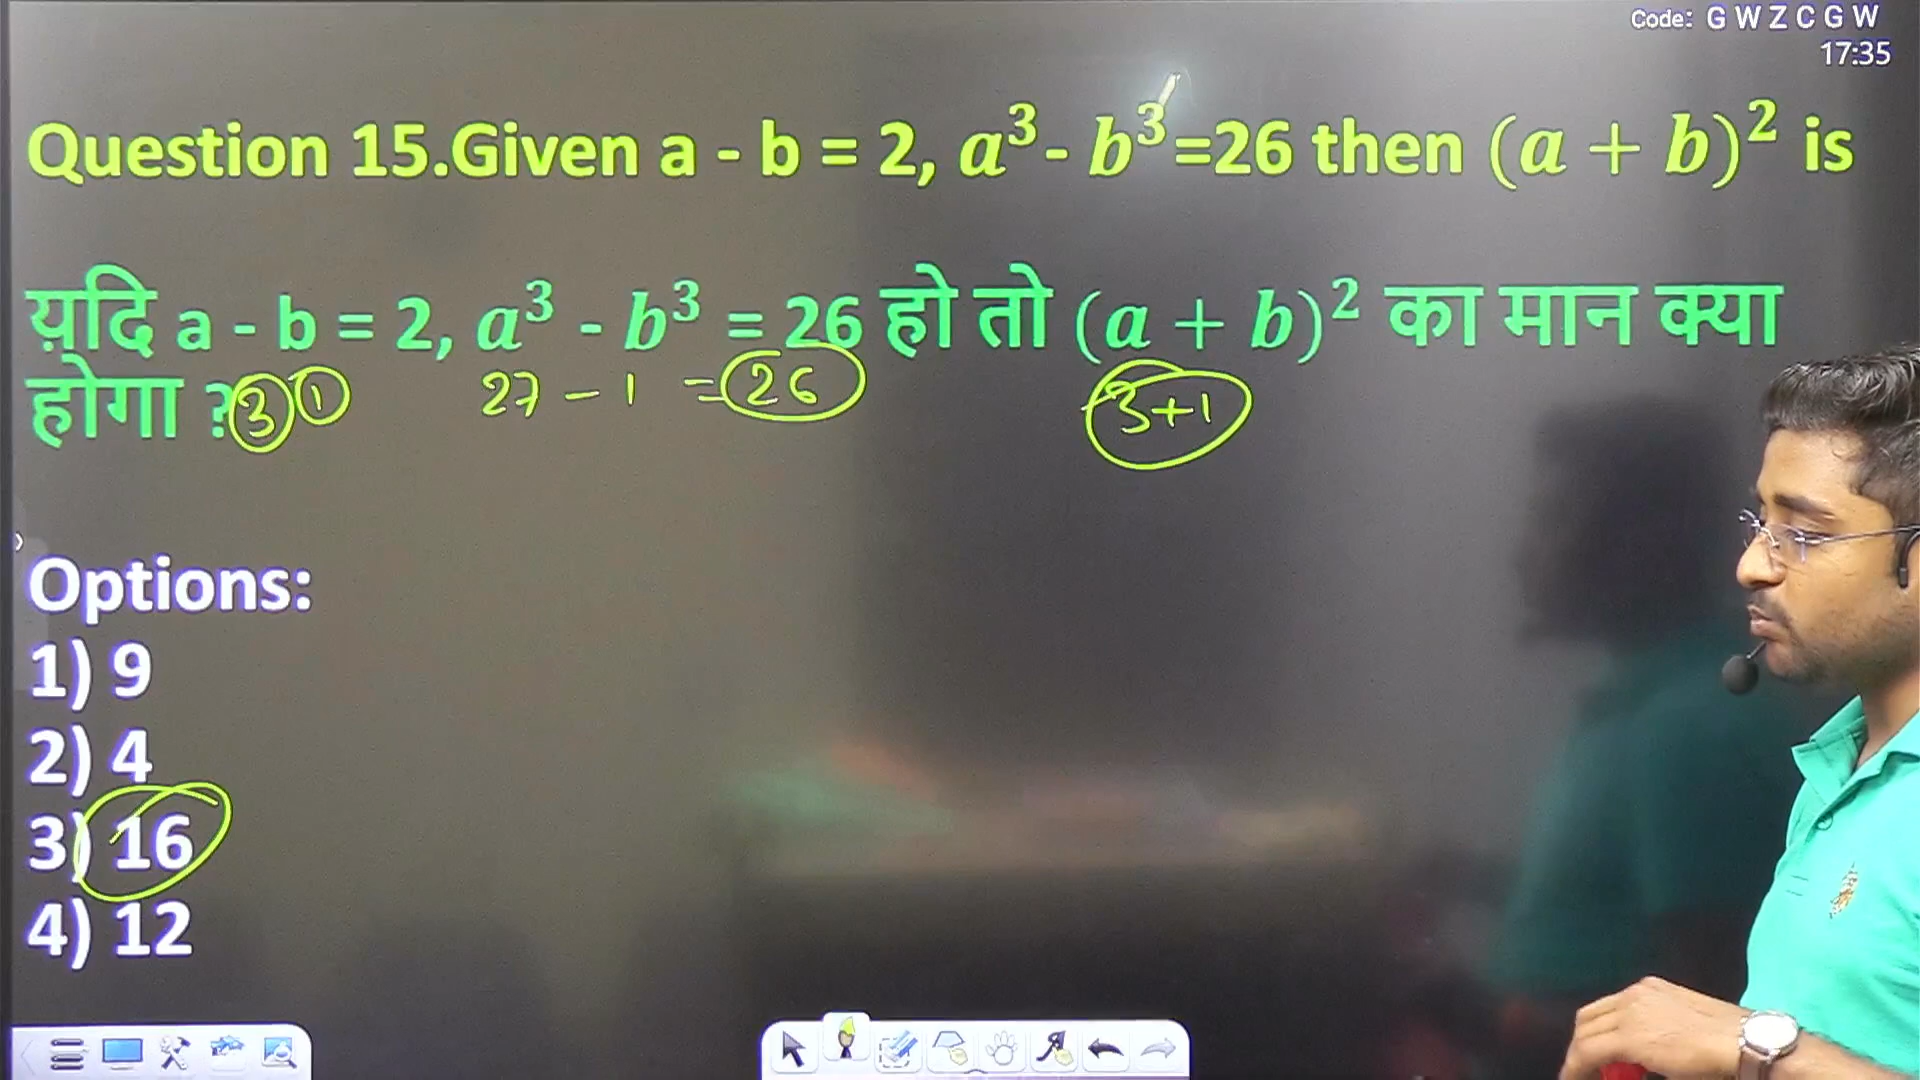 Code: G W Z C G W
17:35
Question 15.Given a - b = 2, a³- b³=26 then (a + b)² is
य़दि a - b = 2, a³ - b³ = 26 हो तो (a + b)² का मान क्या
होगा ? 3 1 27 - 1 = 26 3+1
Options:
1) 9
2) 4
3) 16
4) 12